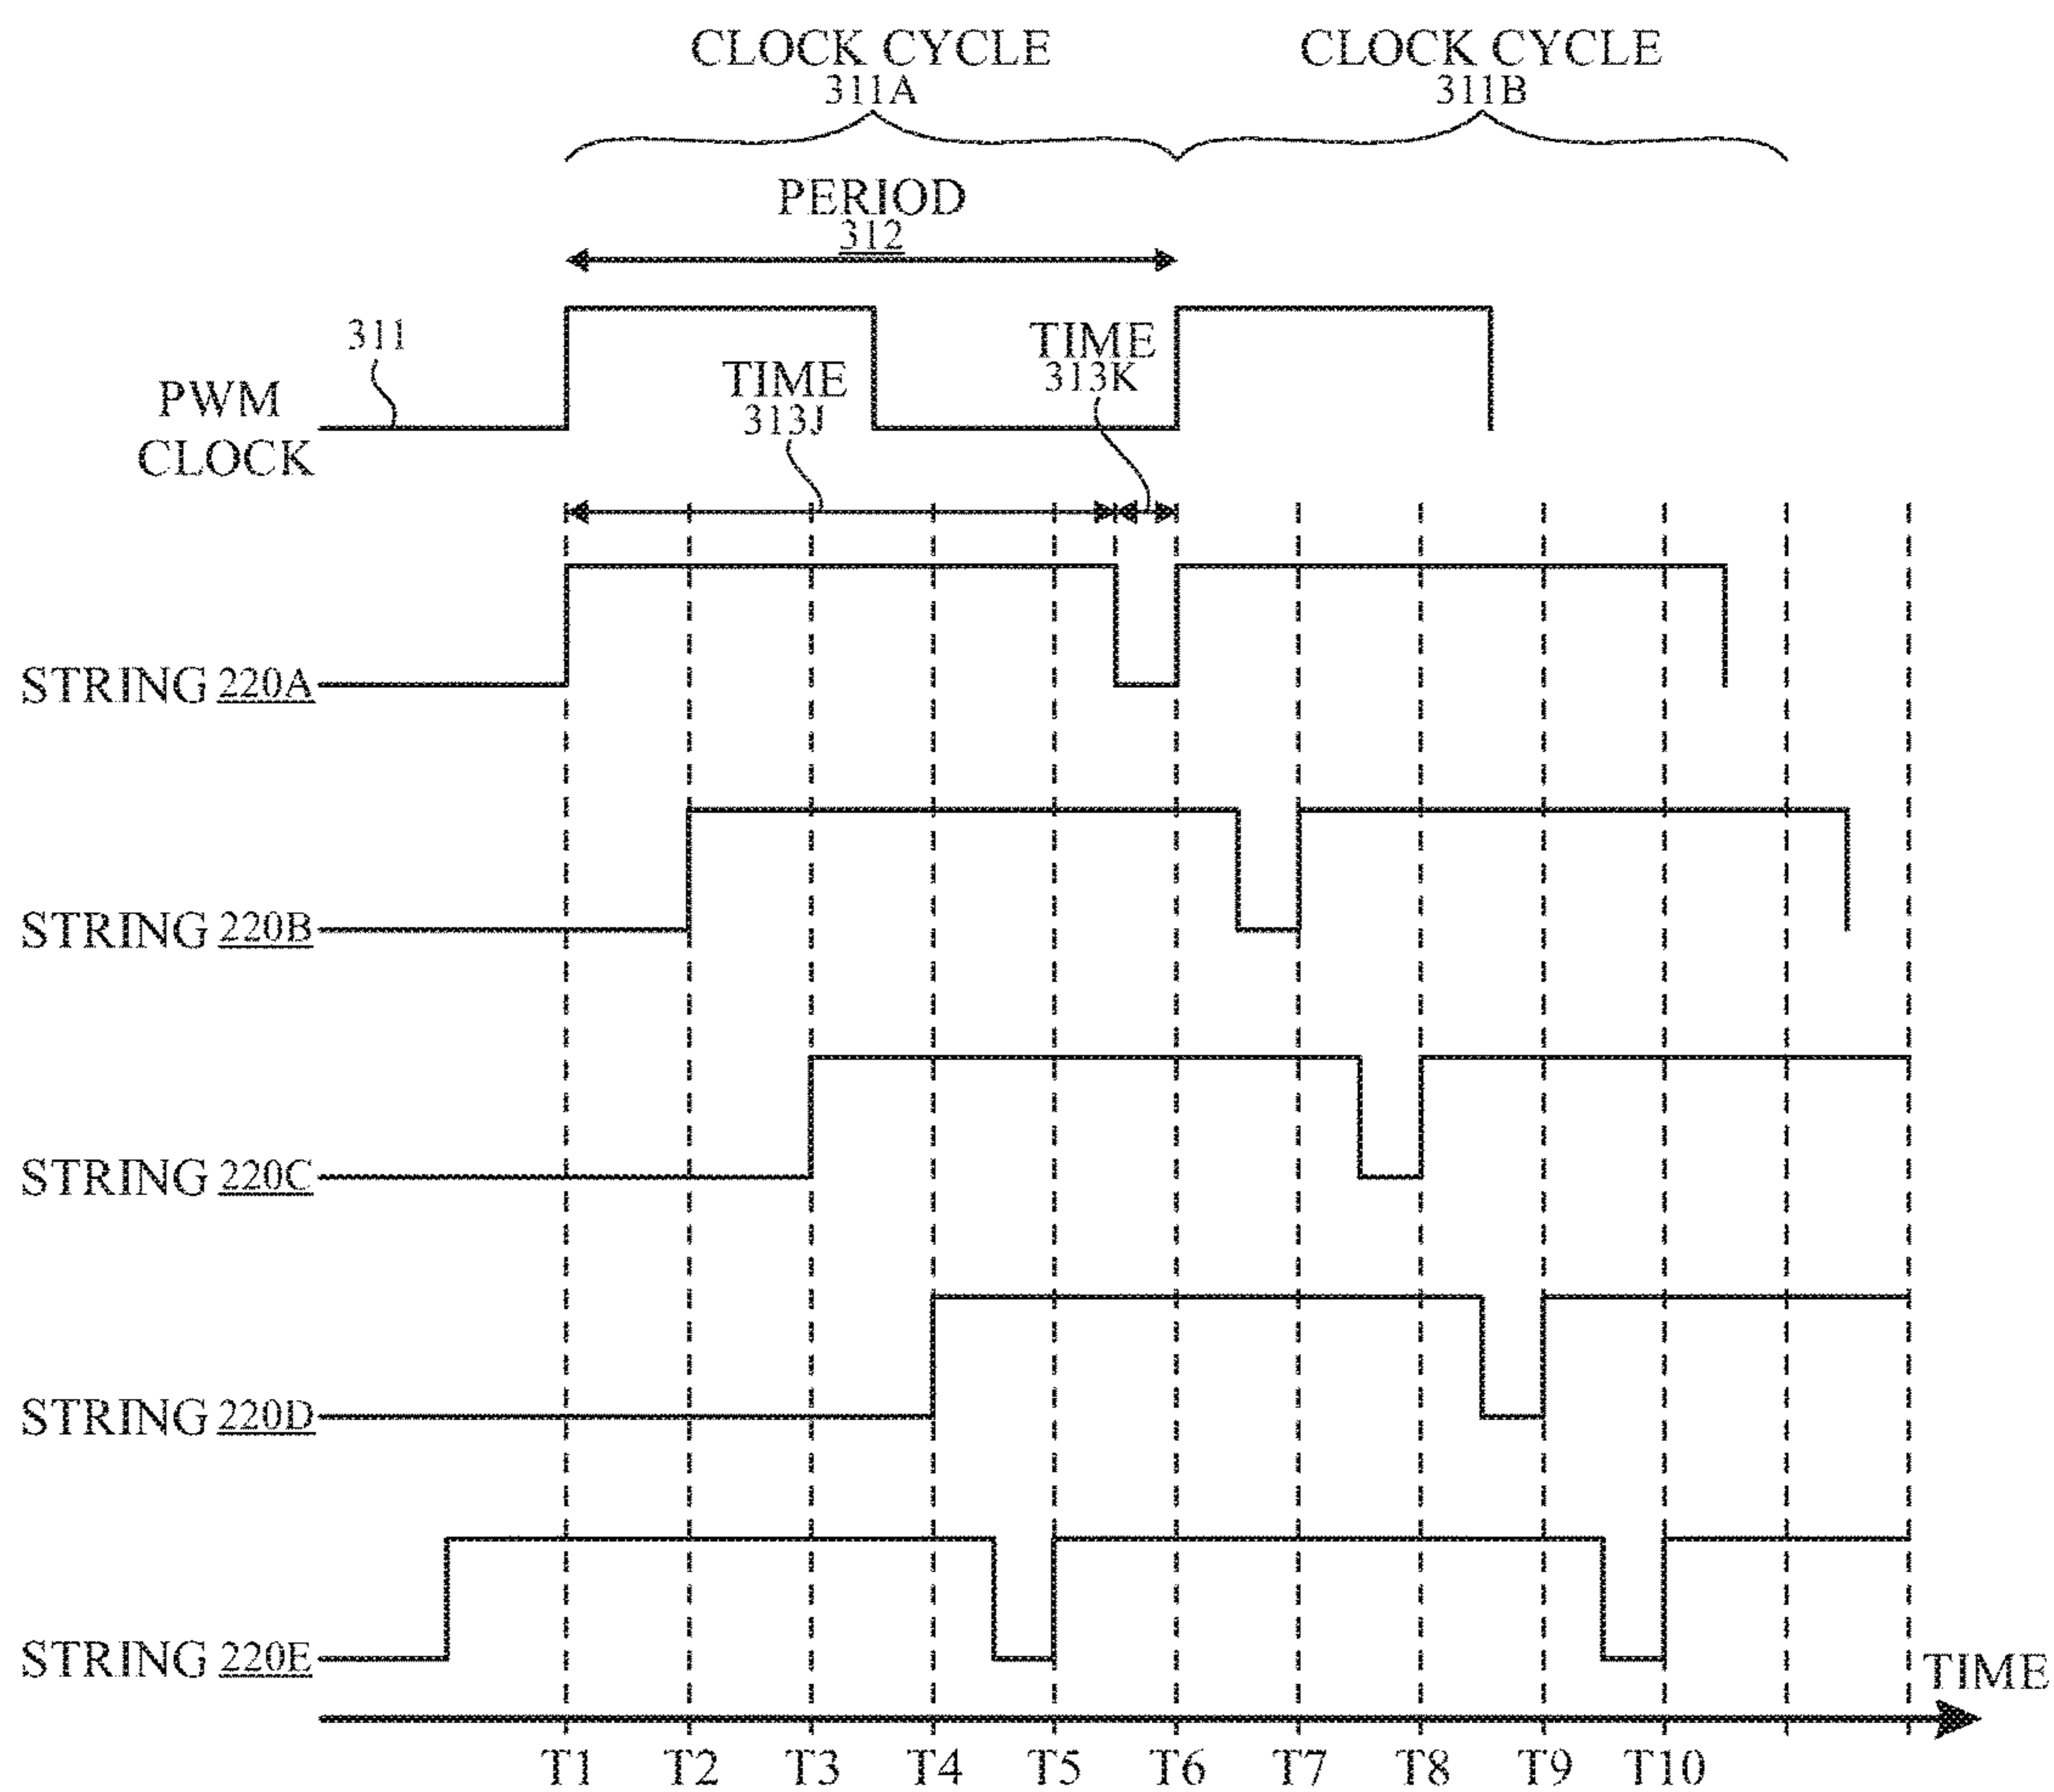 CLOCK CYCLE
311A
CLOCK CYCLE
311B
PERIOD
312
311
PWM
CLOCK
TIME
313J
TIME
313K
STRING 220A
STRING 220B
STRING 220C
STRING 220D
STRING 220E
TIME
T1 T2 T3 T4 T5 T6 T7 T8 T9 T10